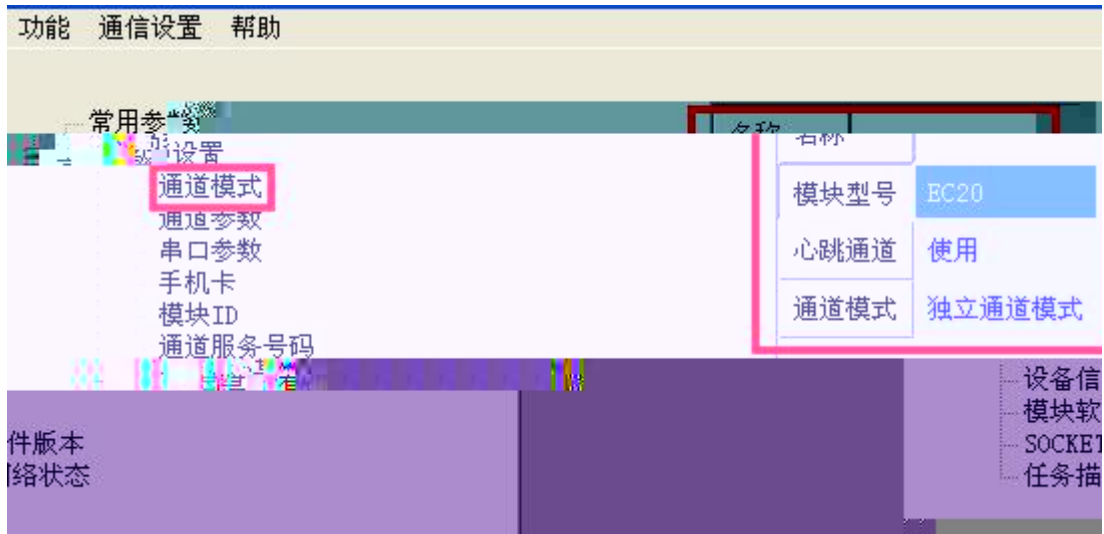 功能 通信设置 帮助
常用参数
设置
名称
通道模式
模块型号 EC20
通道参数
串口参数
心跳通道 使用
手机卡
模块ID
通道模式 独立通道模式
通道服务号码
设备信
模块软
件版本
SOCKET
络状态
任务描